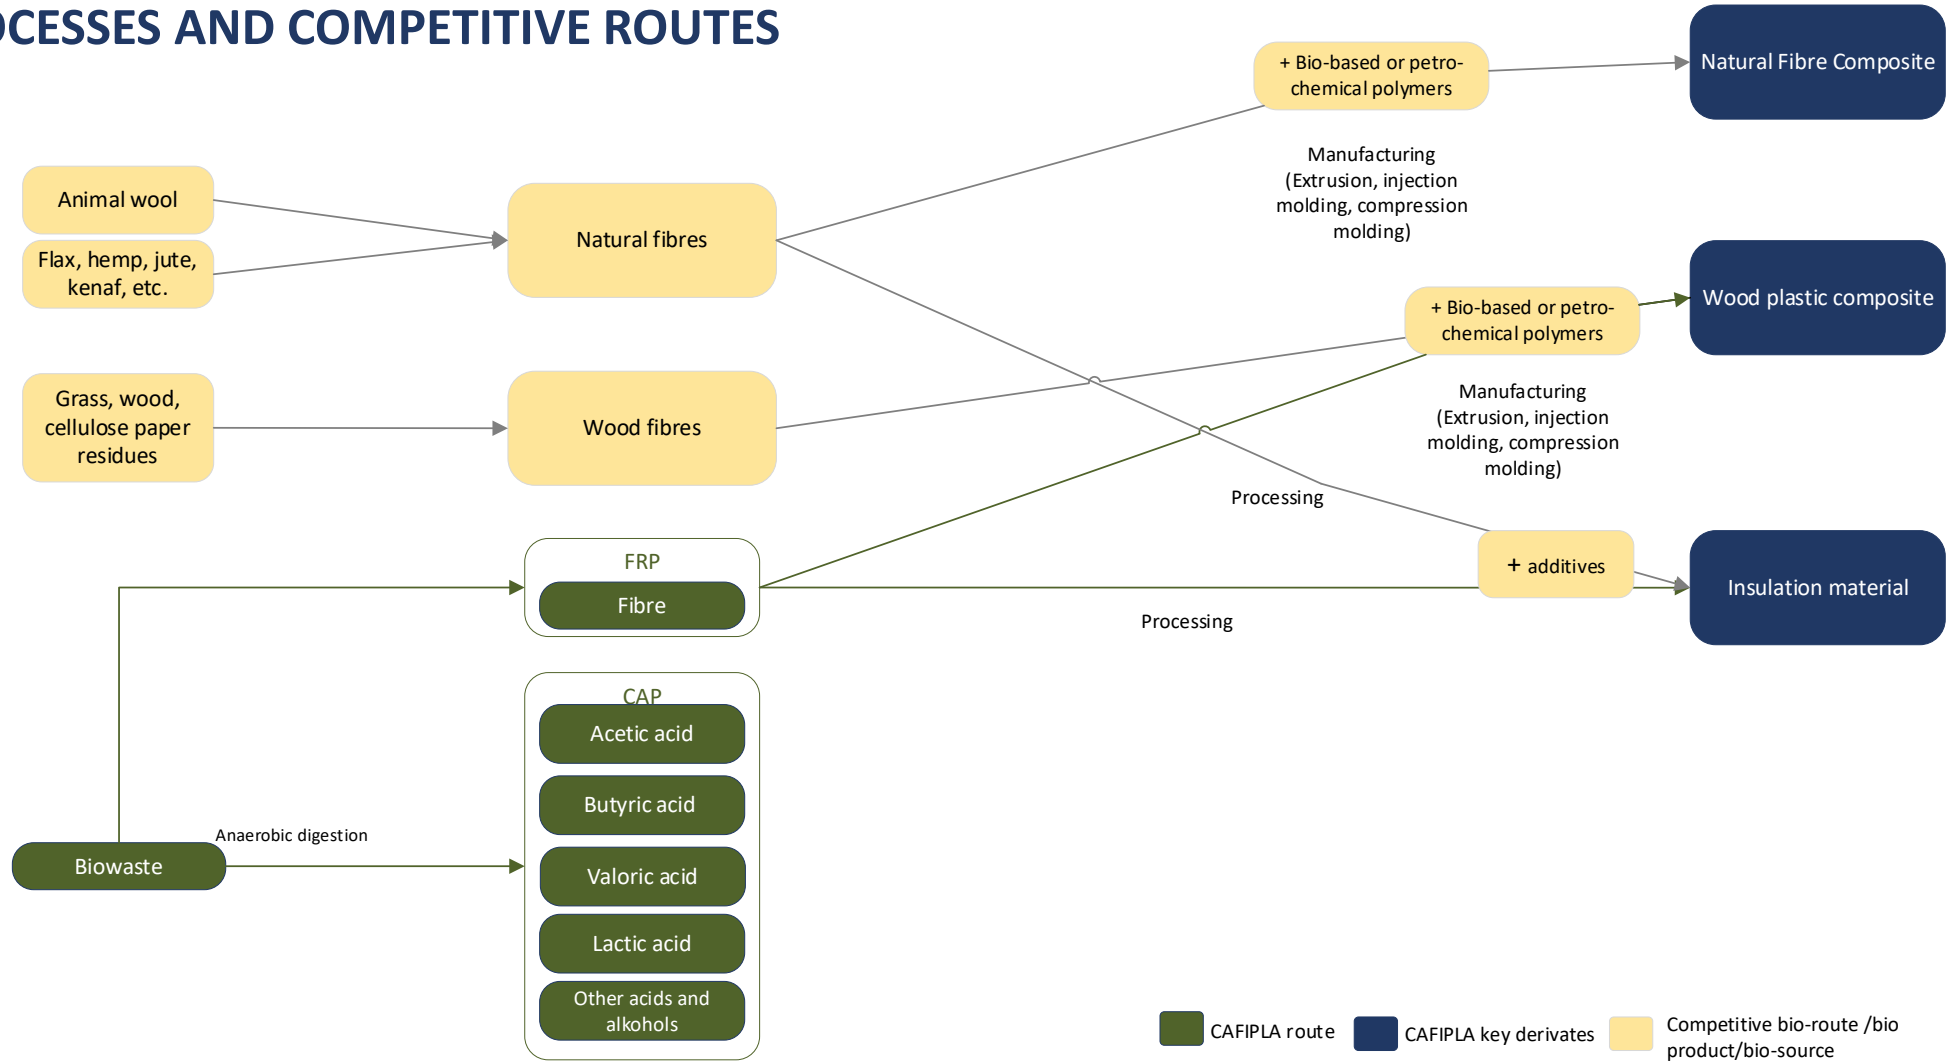 OCESSES AND COMPETITIVE ROUTES
+ Bio-based or petro-
chemical polymers
Natural Fibre Composite
Manufacturing
(Extrusion, injection
molding, compression
molding)
Animal wool
Flax, hemp, jute,
kenaf, etc.
Natural fibres
+ Bio-based or petro-
chemical polymers
Wood plastic composite
Manufacturing
(Extrusion, injection
molding, compression
molding)
Grass, wood,
cellulose paper
residues
Wood fibres
Processing
FRP
Fibre
+ additives
Insulation material
Processing
CAP
Acetic acid
Butyric acid
Valoric acid
Lactic acid
Other acids and
alkohols
Anaerobic digestion
Biowaste
CAFIPLA route
CAFIPLA key derivates
Competitive bio-route /bio
product/bio-source